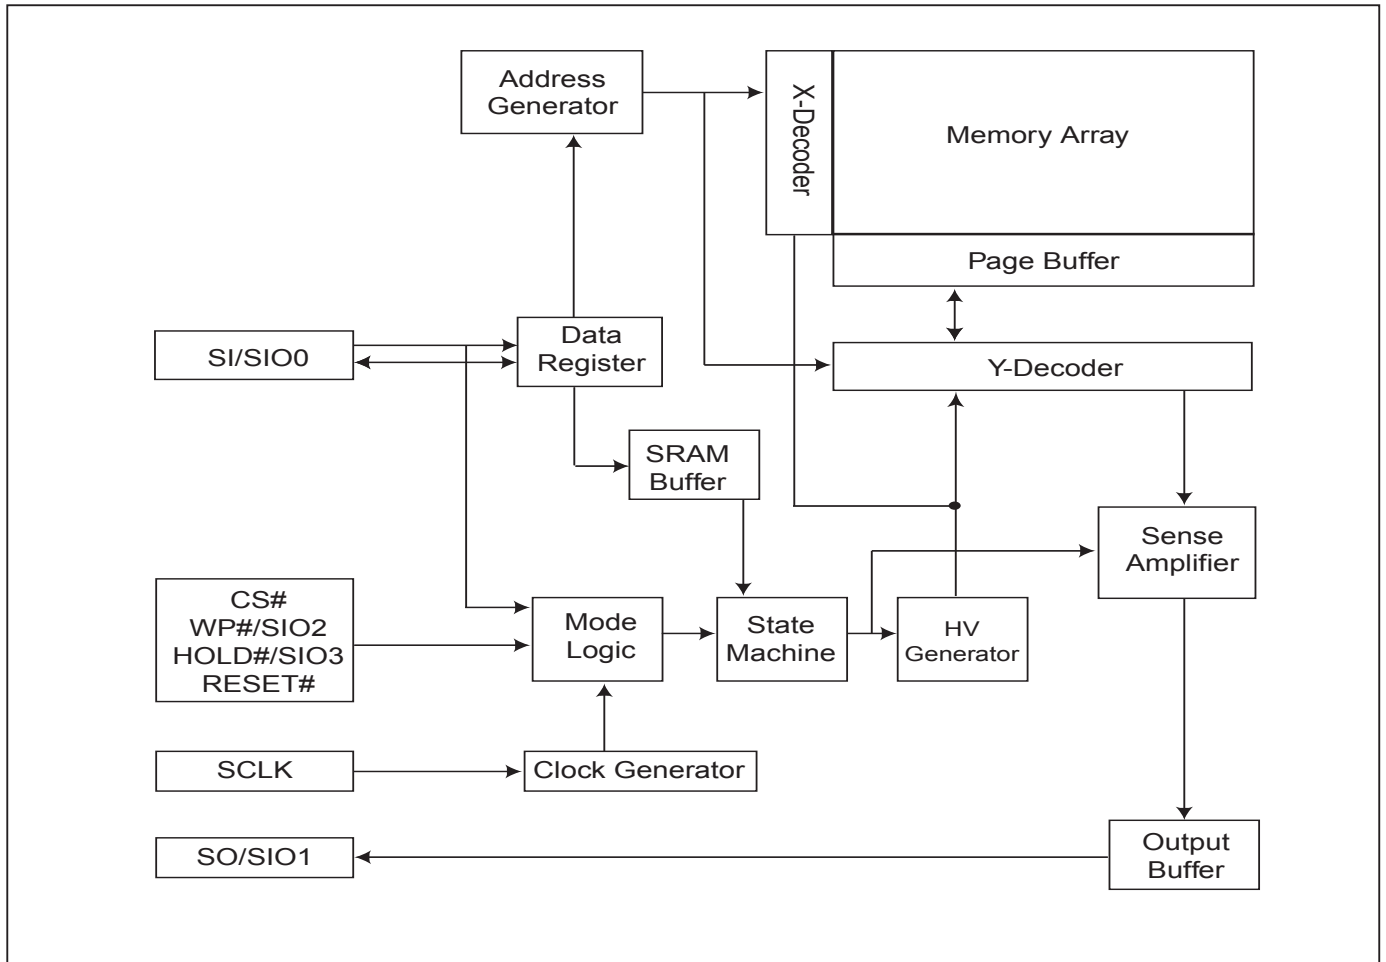 Address
Generator
X-Decoder
Memory Array
Page Buffer
SI/SIO0
Data
Register
Y-Decoder
SRAM
Buffer
Sense
Amplifier
CS#
WP#/SIO2
HOLD#/SIO3
RESET#
Mode
Logic
State
Machine
HV
Generator
SCLK
Clock Generator
SO/SIO1
Output
Buffer